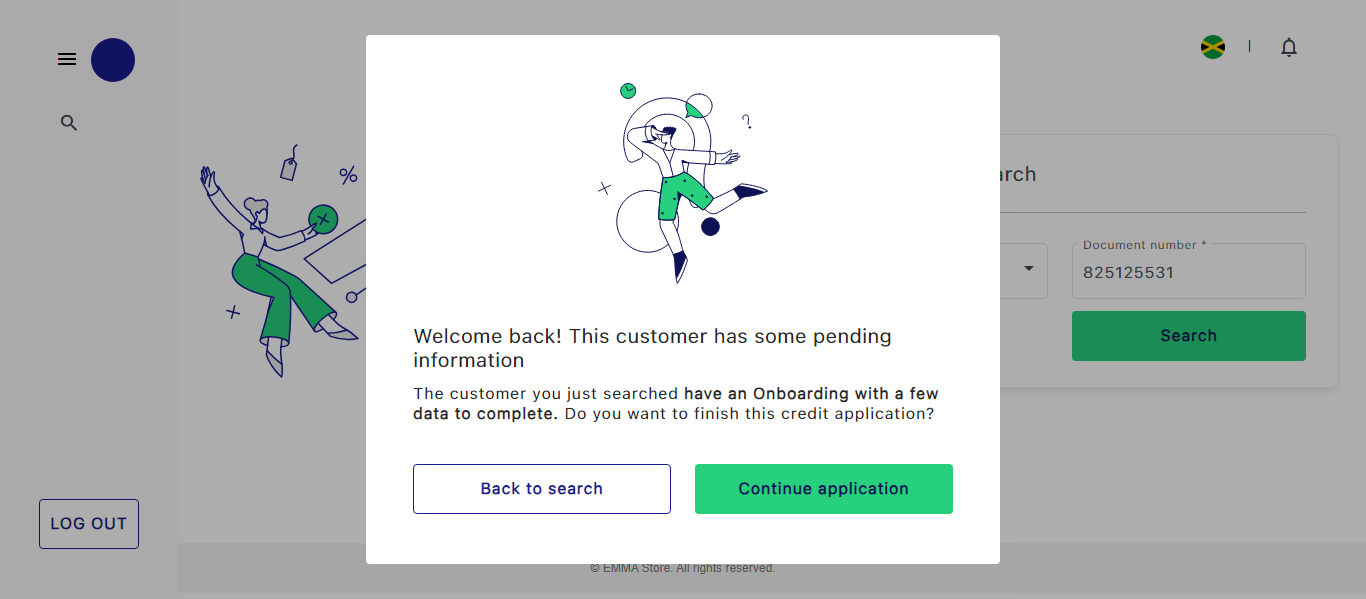 arch
Document number *
825125531
Search
Welcome back! This customer has some pending
information
The customer you just searched have an Onboarding with a few
data to complete. Do you want to finish this credit application?
Back to search
Continue application
LOG OUT
© EMMA Store. All rights reserved.